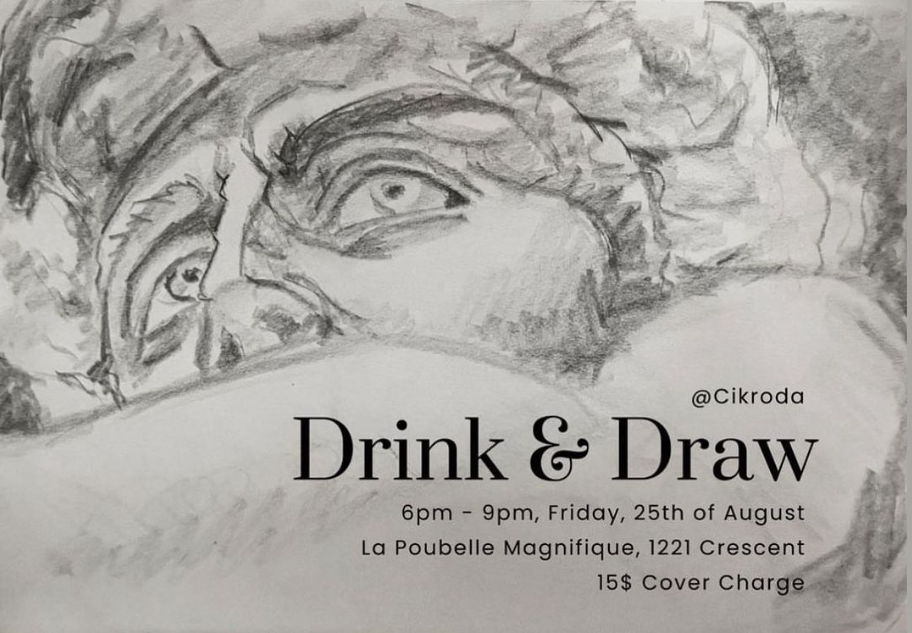 @Cikroda
Drink & Draw
6pm - 9pm, Friday, 25th of August
La Poubelle Magnifique, 1221 Crescent
15$ Cover Charge